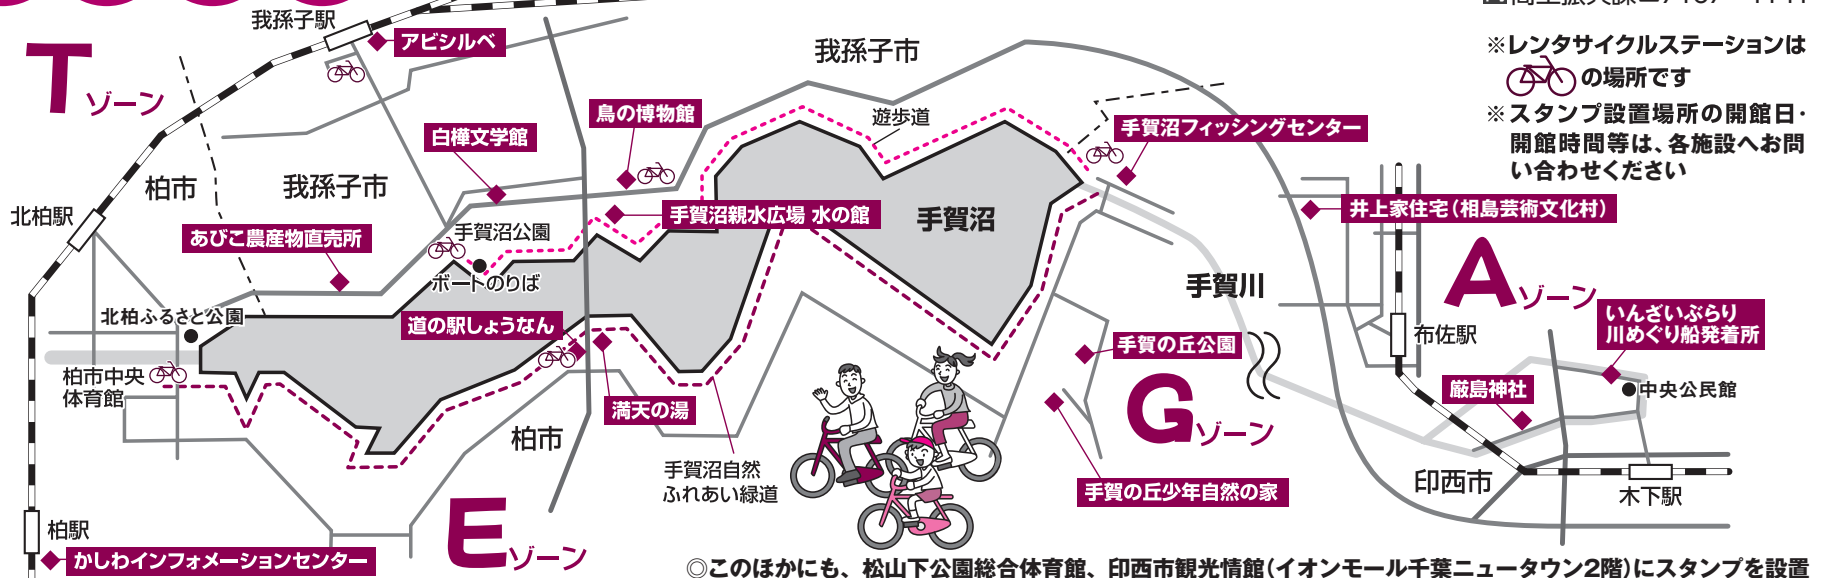 我孫子駅
アビシルベ
我孫子市
※レンタサイクルステーションは
の場所です
※スタンプ設置場所の開館日・
開館時間等は、各施設へお問
い合わせください
Tゾーン
鳥の博物館
遊歩道
手賀沼フィッシングセンター
白樺文学館
柏市
我孫子市
北柏駅
手賀沼親水広場 水の館
手賀沼
井上家住宅(相島芸術文化村)
あびこ農産物直売所
手賀沼公園
ボートのりば
手賀川
Aゾーン
北柏ふるさと公園
道の駅しょうなん
いんざいぶらり
川めぐり船発着所
布佐駅
手賀の丘公園
柏市中央
体育館
満天の湯
厳島神社
中央公民館
Gゾーン
柏市
手賀沼自然
ふれあい緑道
手賀の丘少年自然の家
印西市
木下駅
柏駅
Eゾーン
かしわインフォメーションセンター
◎このほかにも、松山下公園総合体育館、印西市観光情館(イオンモール千葉ニュータウン2階)にスタンプを設置